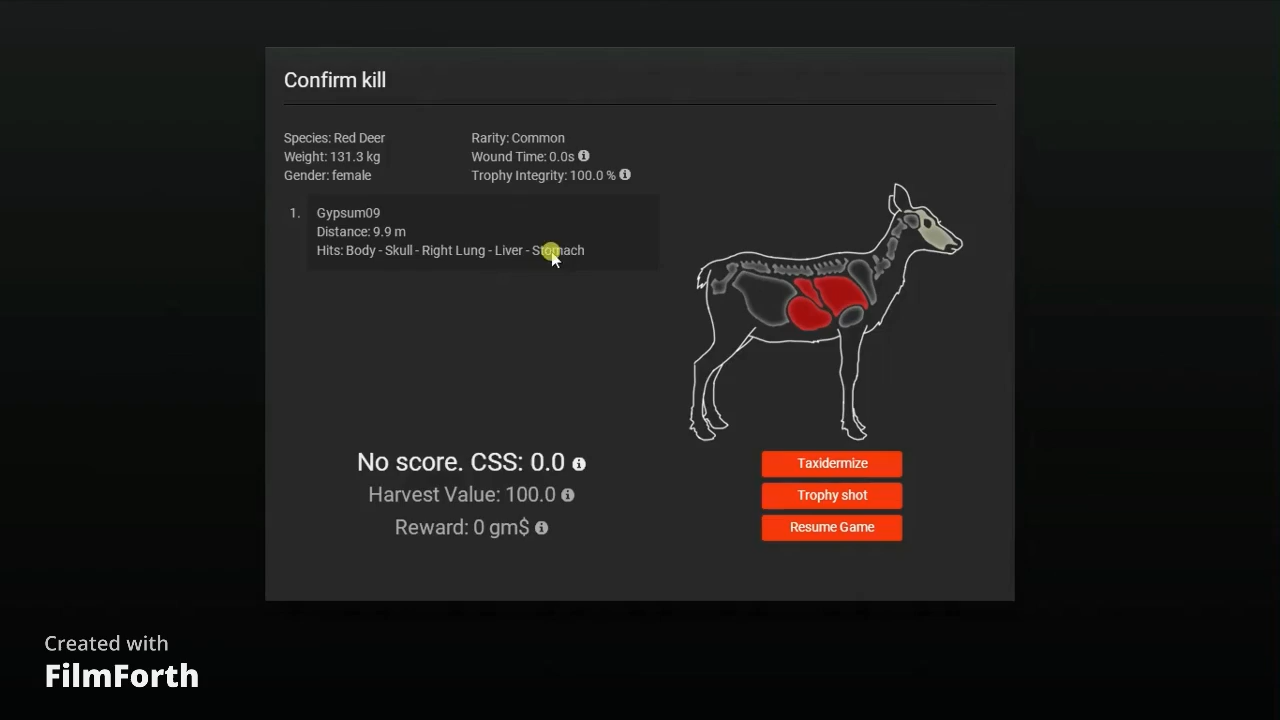 Confirm kill
Species: Red Deer
Weight: 131.3 kg
Gender: female
Rarity: Common
Wound Time: 0.0s
Trophy Integrity: 100.0 %
1. Gypsum09
Distance: 9.9 m
Hits: Body - Skull - Right Lung - Liver - Stomach
No score. CSS: 0.0
Harvest Value: 100.0
Reward: 0 gm$
Taxidermize
Trophy shot
Resume Game
Created with
FilmForth